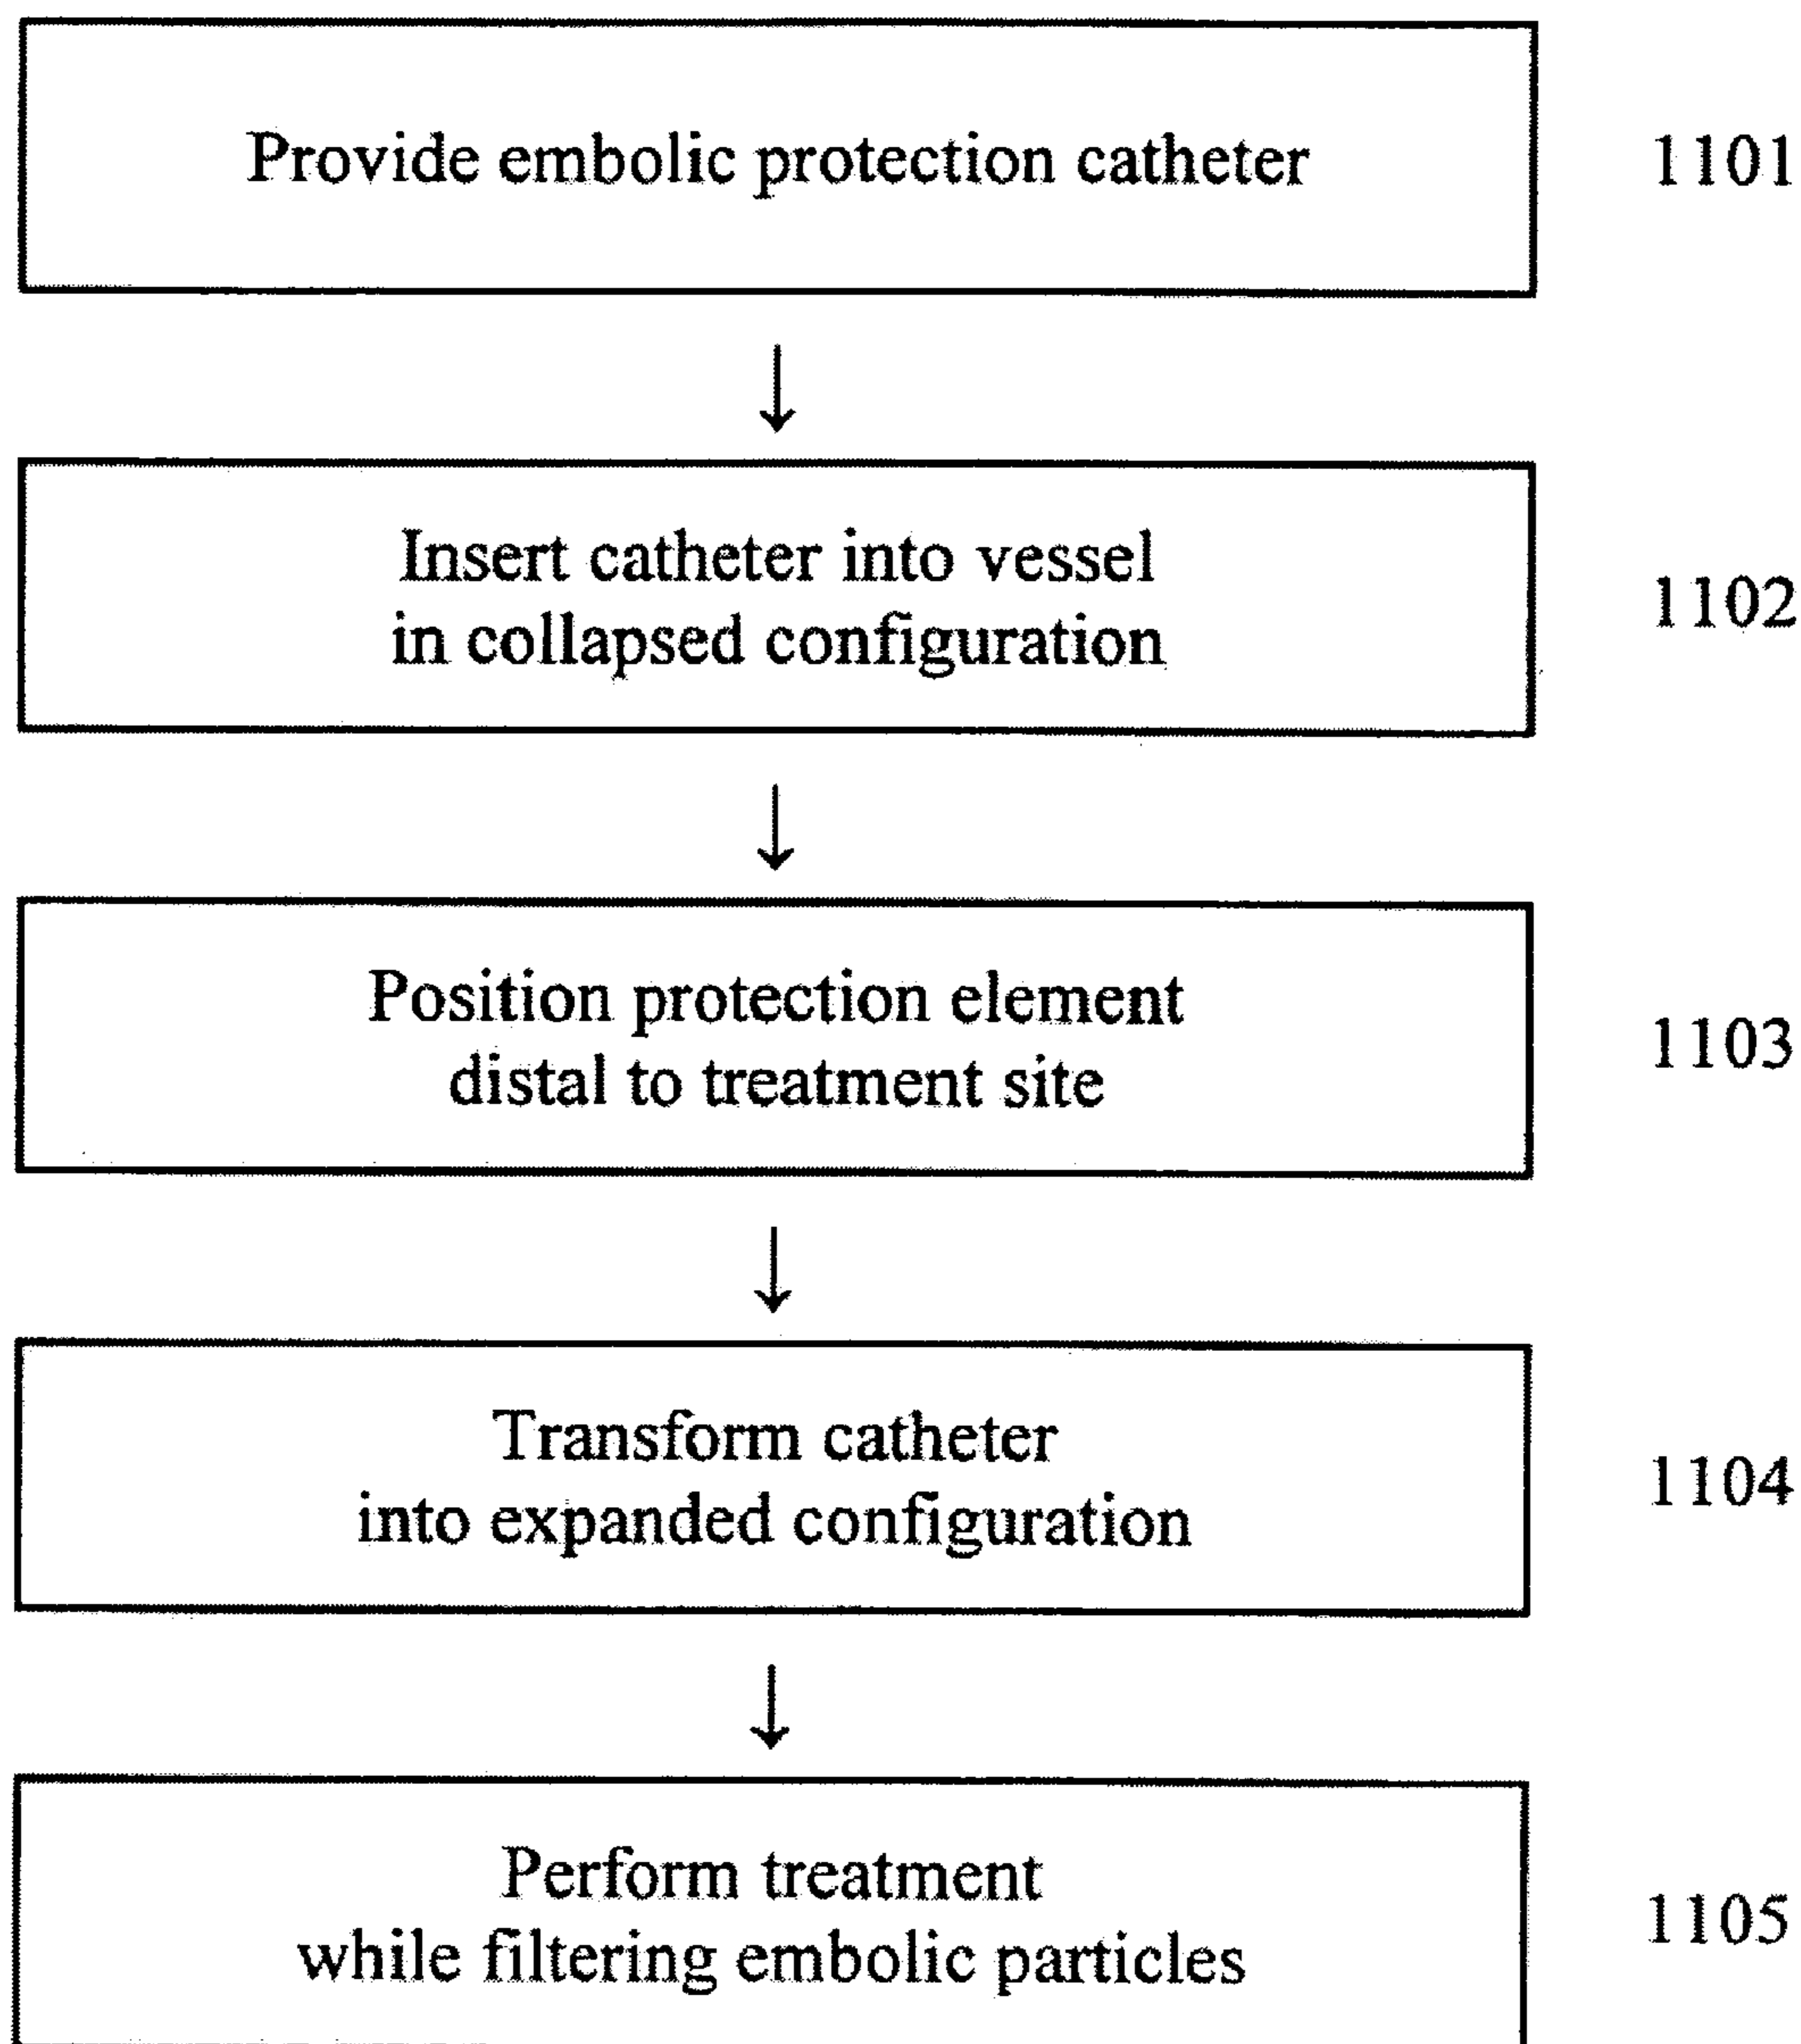 Provide embolic protection catheter
1101
Insert catheter into vessel
in collapsed configuration
1102
Position protection element
distal to treatment site
1103
Transform catheter
into expanded configuration
1104
Perform treatment
while filtering embolic particles
1105